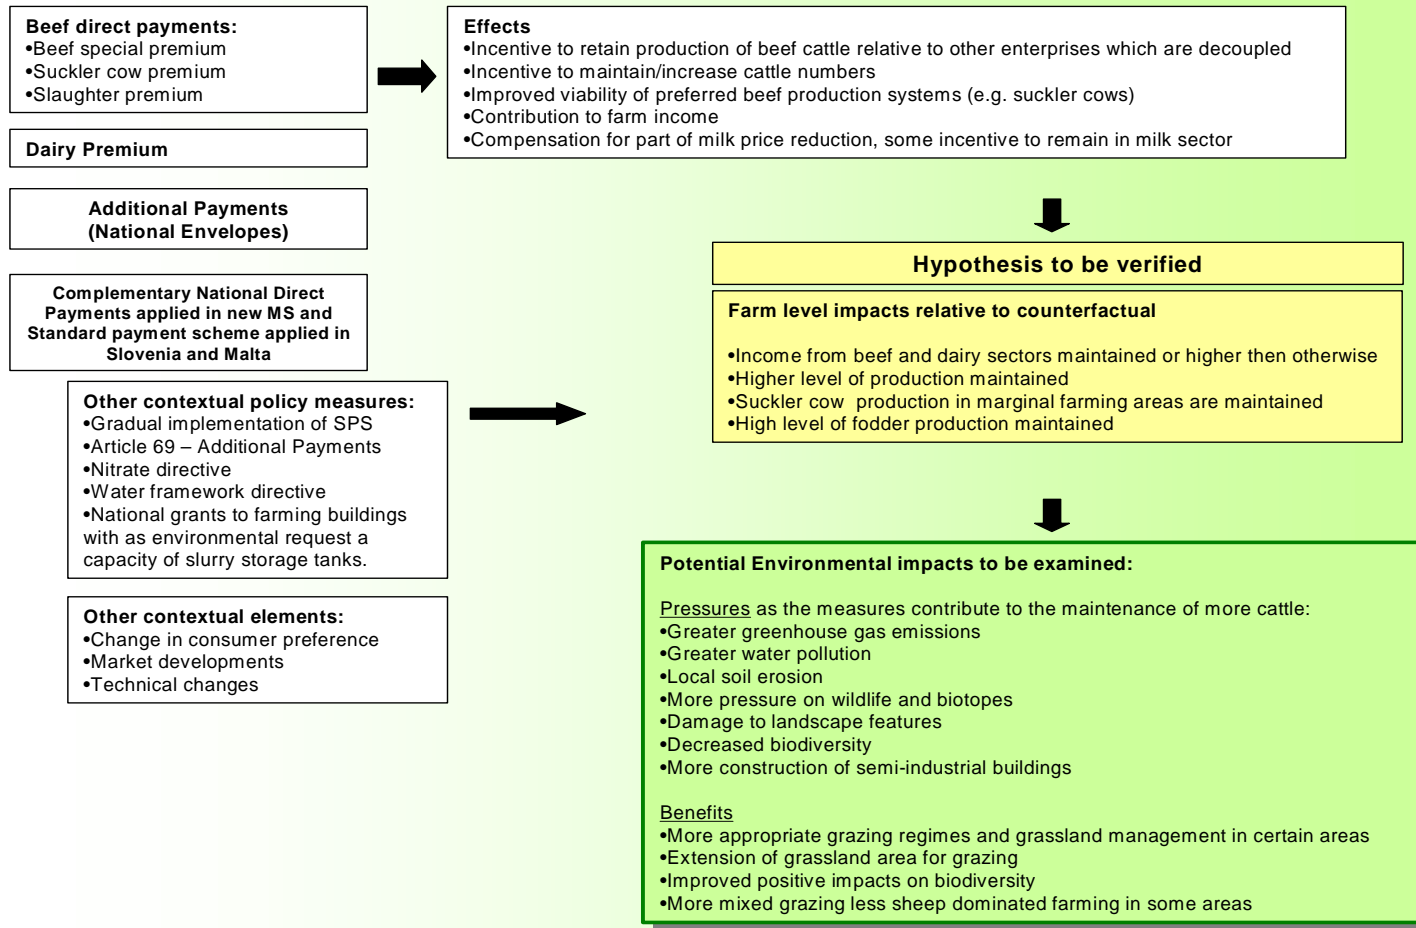 Beef direct payments:
•Beef special premium
•Suckler cow premium
•Slaughter premium
Effects
•Incentive to retain production of beef cattle relative to other enterprises which are decoupled
•Incentive to maintain/increase cattle numbers
•Improved viability of preferred beef production systems (e.g. suckler cows)
•Contribution to farm income
•Compensation for part of milk price reduction, some incentive to remain in milk sector
Dairy Premium
Additional Payments
(National Envelopes)
Complementary National Direct
Payments applied in new MS and
Standard payment scheme applied in
Slovenia and Malta
Hypothesis to be verified
Farm level impacts relative to counterfactual
•Income from beef and dairy sectors maintained or higher then otherwise
•Higher level of production maintained
•Suckler cow production in marginal farming areas are maintained
•High level of fodder production maintained
Other contextual policy measures:
•Gradual implementation of SPS
•Article 69 – Additional Payments
•Nitrate directive
•Water framework directive
•National grants to farming buildings
with as environmental request a
capacity of slurry storage tanks.
Other contextual elements:
•Change in consumer preference
•Market developments
•Technical changes
Potential Environmental impacts to be examined:
Pressures as the measures contribute to the maintenance of more cattle:
•Greater greenhouse gas emissions
•Greater water pollution
•Local soil erosion
•More pressure on wildlife and biotopes
•Damage to landscape features
•Decreased biodiversity
•More construction of semi-industrial buildings
Benefits
•More appropriate grazing regimes and grassland management in certain areas
•Extension of grassland area for grazing
•Improved positive impacts on biodiversity
•More mixed grazing less sheep dominated farming in some areas